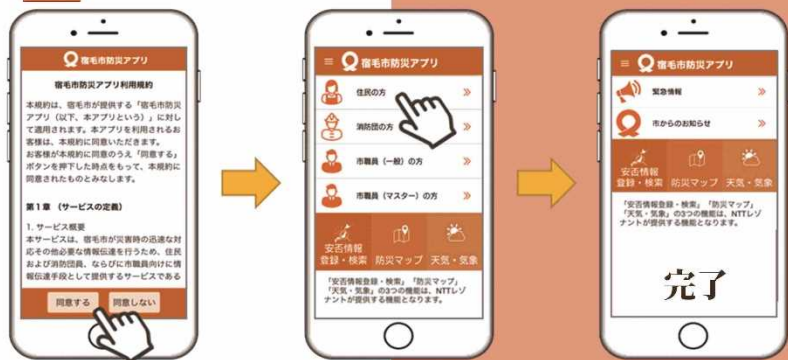 宿毛市防災アプリ
宿毛市防災アプリ利用規約
本規約は、宿毛市が提供する「宿毛市防災
アプリ（以下、本アプリという）」に対し
て適用されます。本アプリを利用されるお
客様は、本規約に同意いただきます。
お客様が本規約に同意のうえ「同意する」
ボタンを押下した時点をもって、本規約に
同意されたものとみなします。
第1章 （サービスの定義）
1. サービス概要
本サービスは、宿毛市が災害時の迅速な対
応その他必要な情報伝達を行うため、住民
および消防団員、ならびに市職員向けに情
報伝達手段として提供するサービスである
同意する 同意しない
宿毛市防災アプリ
住民の方
消防団の方
市職員（一般）の方
市職員（マスター）の方
安否情報
登録・検索 防災マップ 天気・気象
「安否情報登録・検索」「防災マップ」
「天気・気象」の3つの機能は、NTTレゾ
ナントが提供する機能となります。
宿毛市防災アプリ
緊急情報
市からのお知らせ
安否情報
登録・検索 防災マップ 天気・気象
「安否情報登録・検索」「防災マップ」
「天気・気象」の3つの機能は、NTTレゾ
ナントが提供する機能となります。
完了